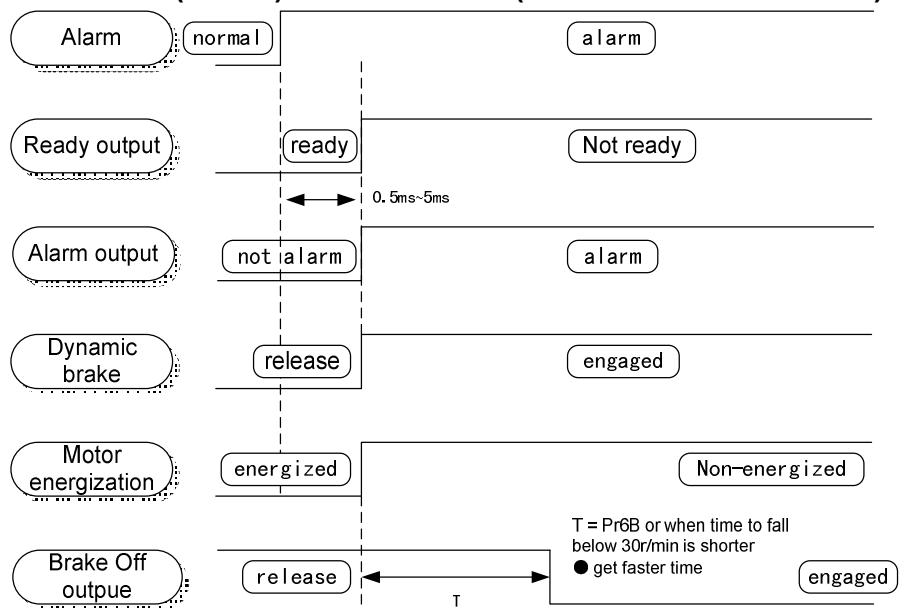 Alarm normal alarm
Ready output ready Not ready
0.5ms~5ms
Alarm output not alarm alarm
Dynamic
brake
release engaged
Motor
energization
energized Non-energized
T = Pr6B or when time to fall
below 30r/min is shorter
● get faster time
Brake Off
outpue
release engaged
T